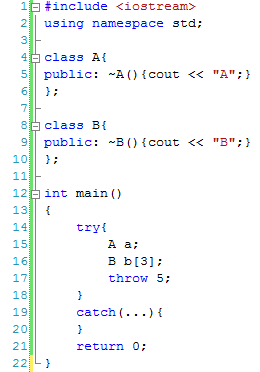 1 #include <iostream>
2 using namespace std;
3
4 class A{
5 public: ~A(){cout << "A";}
6 };
7
8 class B{
9 public: ~B(){cout << "B";}
10 };
11
12 int main()
13 {
14     try{
15         A a;
16         B b[3];
17         throw 5;
18     }
19     catch(...){
20     }
21     return 0;
22 }